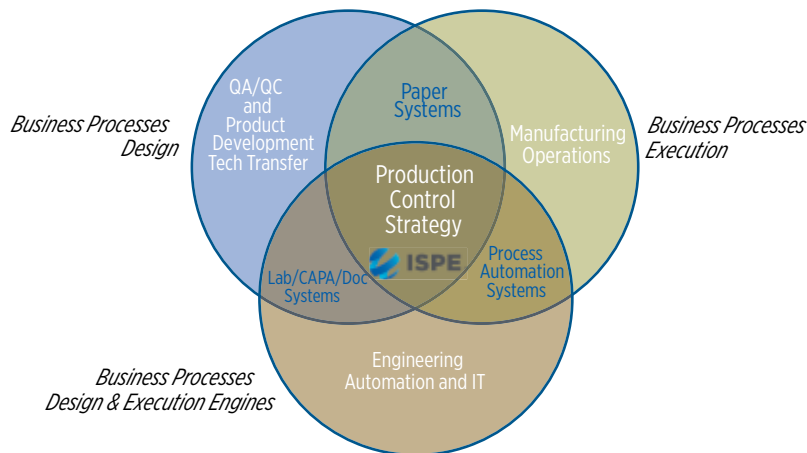 QA/QC
and
Product
Development
Tech Transfer
Paper
Systems
Business Processes
Design
Manufacturing
Operations
Business Processes
Execution
Production
Control
Strategy
ISPE
Lab/CAPA/Doc
Systems
Process
Automation
Systems
Engineering
Automation and IT
Business Processes
Design & Execution Engines